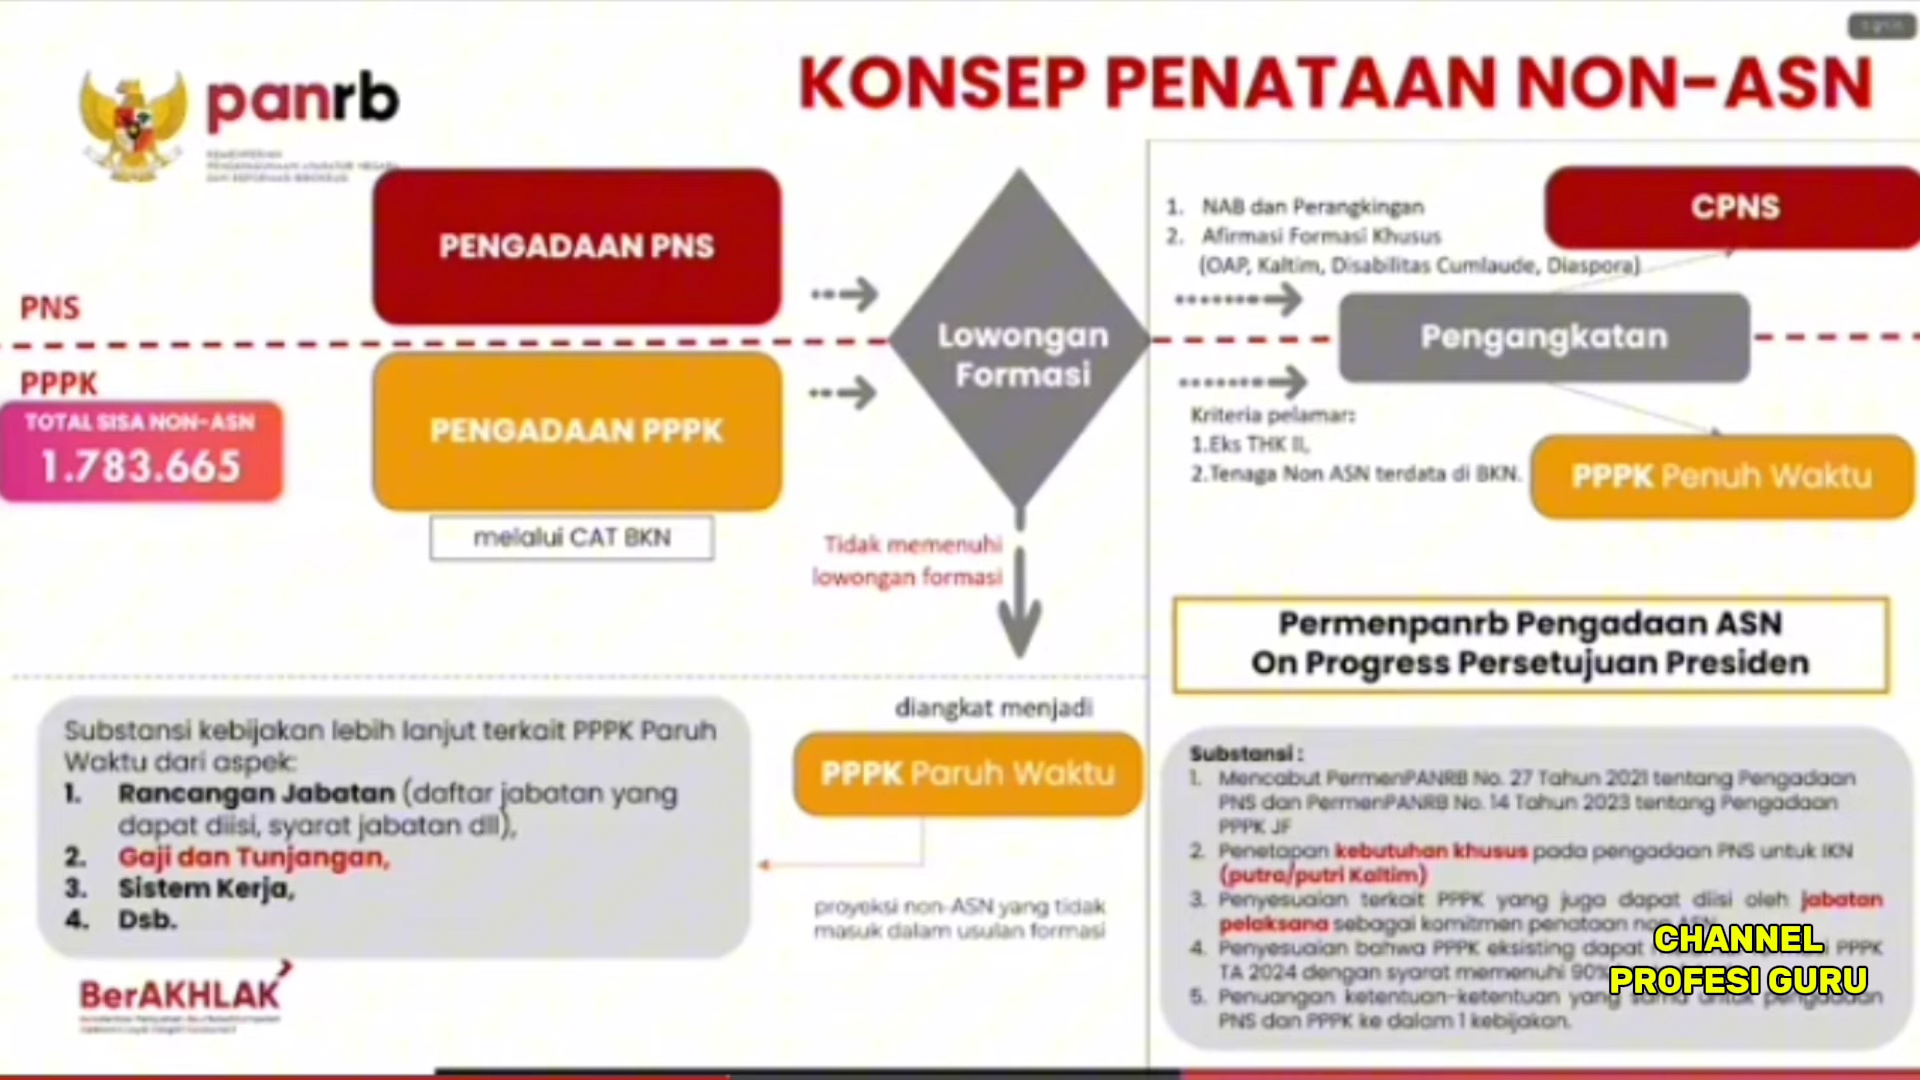 KONSEP PENATAAN NON-ASN
panrb
PENGADAAN PNS
PNS
PPPK
TOTAL SISA NON-ASN
1.783.665
PENGADAAN PPPK
melalui CAT BKN
Lowongan
Formasi
Tidak memenuhi
lowongan formasi
1. NAB dan Perangkingan
2. Afirmasi Formasi Khusus
(OAP, Kaltim, Disabilitas Cumlaude, Diaspora)
CPNS
Pengangkatan
Kriteria pelamar:
1.Eks THK II,
2.Tenaga Non ASN terdata di BKN.
PPPK Penuh Waktu
Permenpanrb Pengadaan ASN
On Progress Persetujuan Presiden
diangkat menjadi
PPPK Paruh Waktu
proyeksi non-ASN yang tidak
masuk dalam usulan formasi
Substansi kebijakan lebih lanjut terkait PPPK Paruh
Waktu dari aspek:
1. Rancangan Jabatan (daftar jabatan yang
dapat diisi, syarat jabatan dll),
2. Gaji dan Tunjangan,
3. Sistem Kerja,
4. Dsb.
BerAKHLAK
Substansi :
1. Mencabut PermenPANRB No. 27 Tahun 2021 tentang Pengadaan
PNS dan PermenPANRB No. 14 Tahun 2023 tentang Pengadaan
PPPK JF
2. Penetapan kebutuhan khusus pada pengadaan PNS untuk IKN
(putra/putri Kaltim)
3. Penyesuaian terkait PPPK yang juga dapat diisi oleh jabatan
pelaksana sebagai komitmen penataan non ASN
4. Penyesuaian bahwa PPPK eksisting dapat PPPK
TA 2024 dengan syarat memenuhi 90%
5. Penuangan ketentuan-ketentuan yang sama untuk pengadaan
PNS dan PPPK ke dalam 1 kebijakan.
CHANNEL
PROFESI GURU